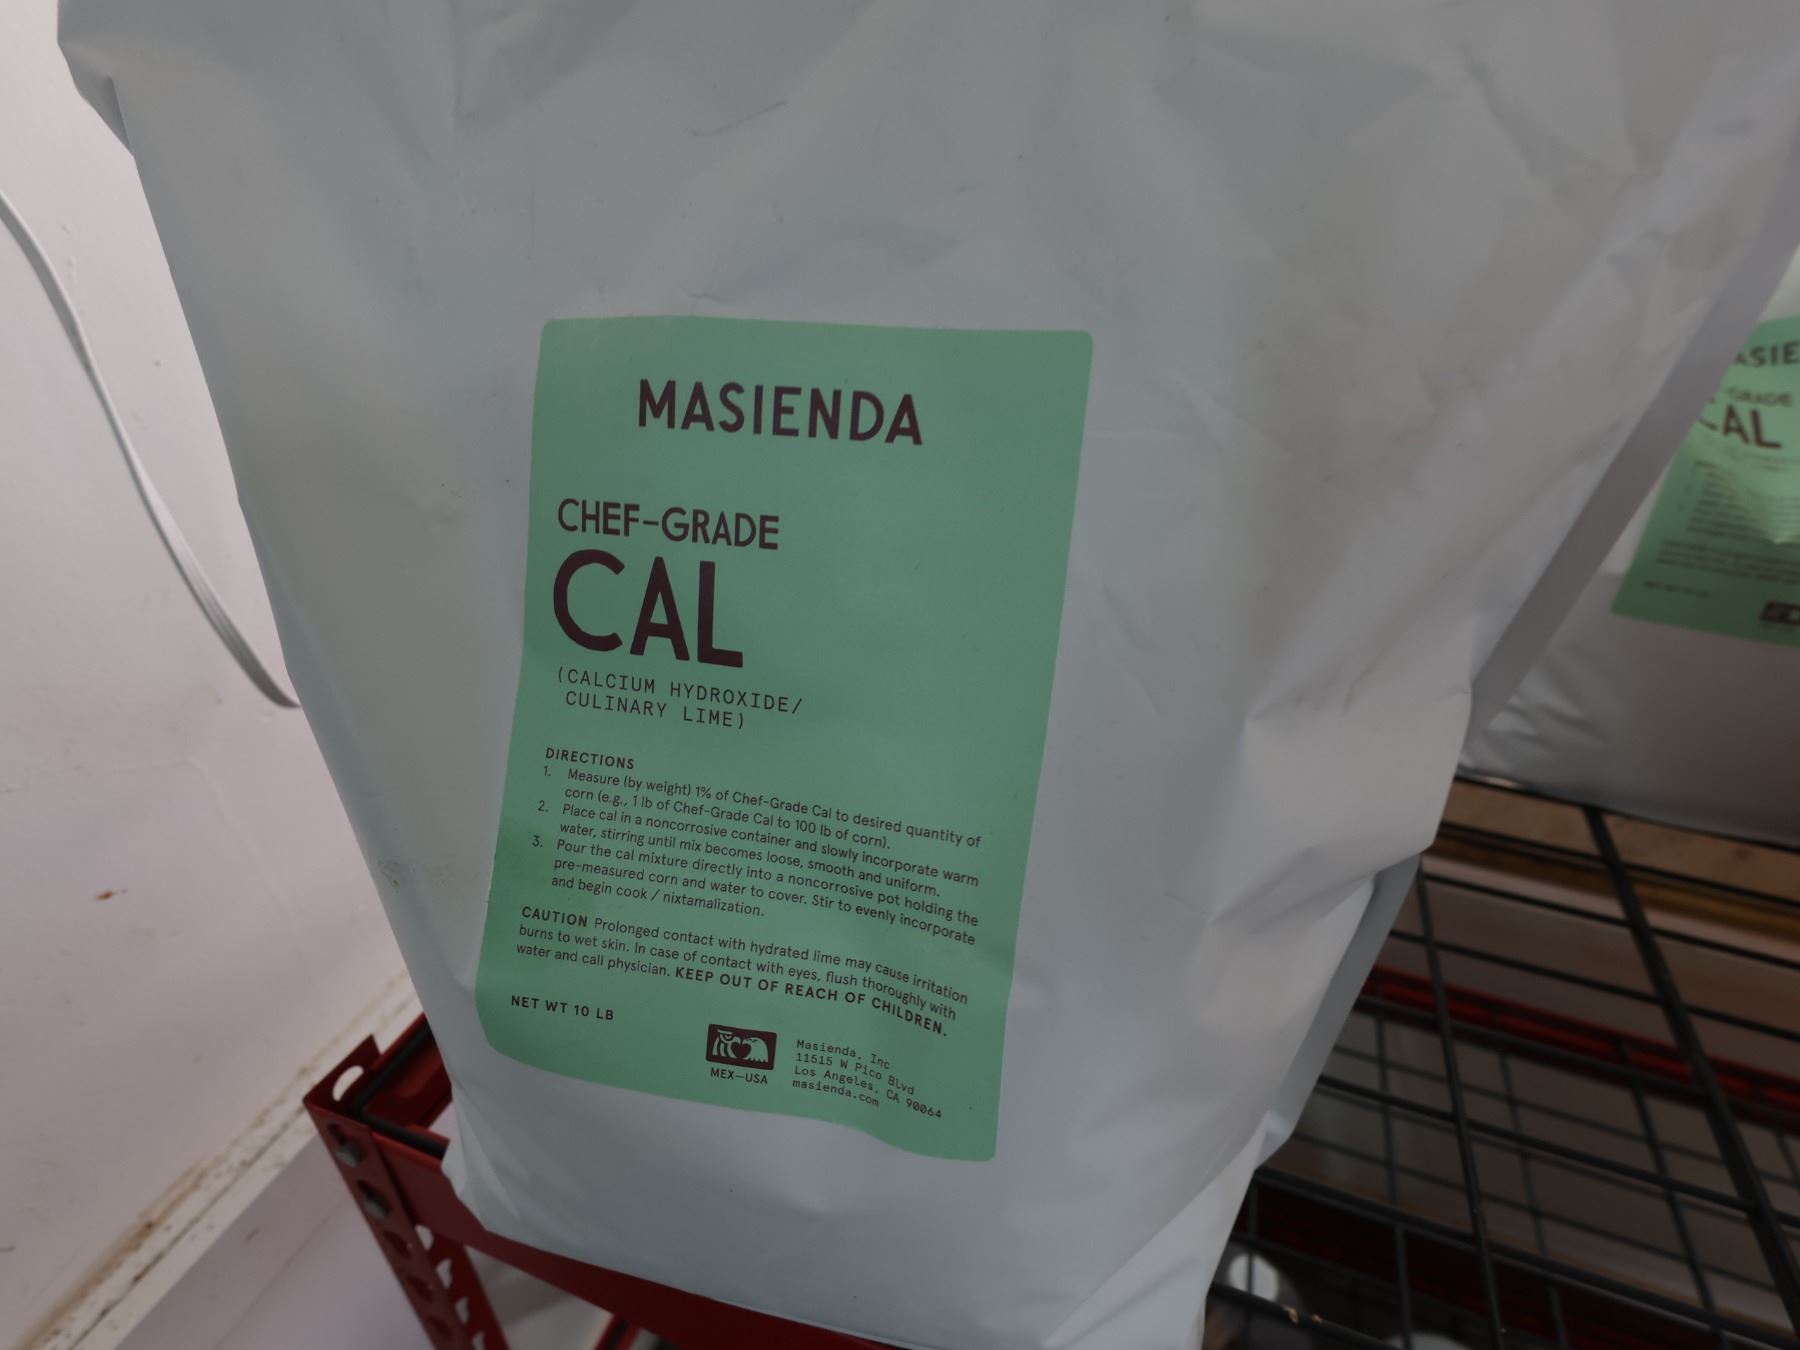 MASIENDA
CHEF-GRADE
CAL
(CALCIUM HYDROXIDE/
CULINARY LIME)
DIRECTIONS
1. Measure (by weight) 1% of Chef-Grade Cal to desired quantity of
corn (e.g., 1 lb of Chef-Grade Cal to 100 lb of corn).
2. Place cal in a noncorrosive container and slowly incorporate warm
water, stirring until mix becomes loose, smooth and uniform.
3. Pour the cal mixture directly into a noncorrosive pot holding the
pre-measured corn and water to cover. Stir to evenly incorporate
and begin cook / nixtamalization.
CAUTION Prolonged contact with hydrated lime may cause irritation
burns to wet skin. In case of contact with eyes, flush thoroughly with
water and call physician. KEEP OUT OF REACH OF CHILDREN.
NET WT 10 LB
MEX—USA
Masienda, Inc
11515 W Pico Blvd
Los Angeles, CA 90064
masienda.com
ASIE
GRADE
CAL